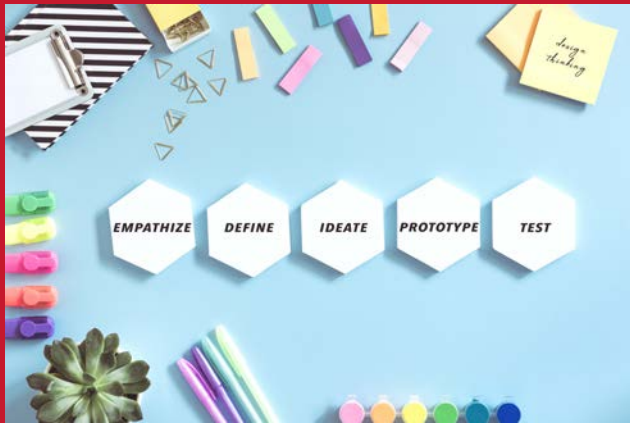 design
thinking
EMPATHIZE
DEFINE
IDEATE
PROTOTYPE
TEST